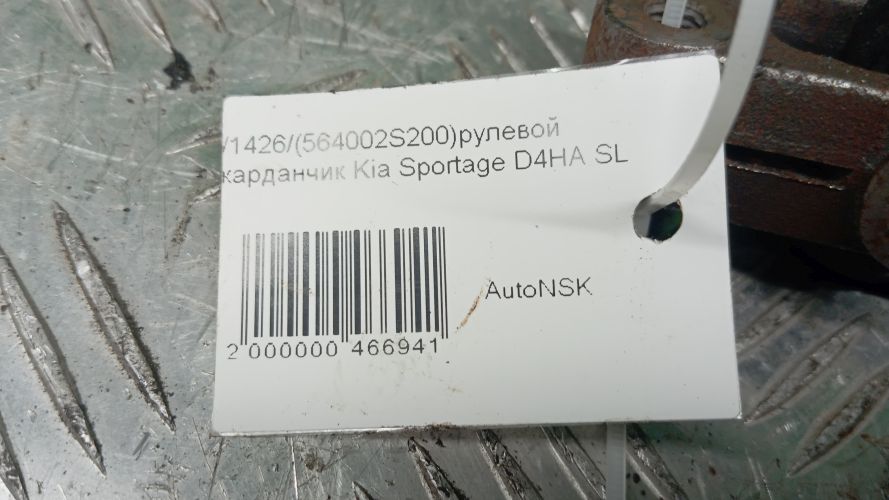 /1426/(564002S200)рулевой
карданчик Kia Sportage D4HA SL
AutoNSK
2 000000 466941